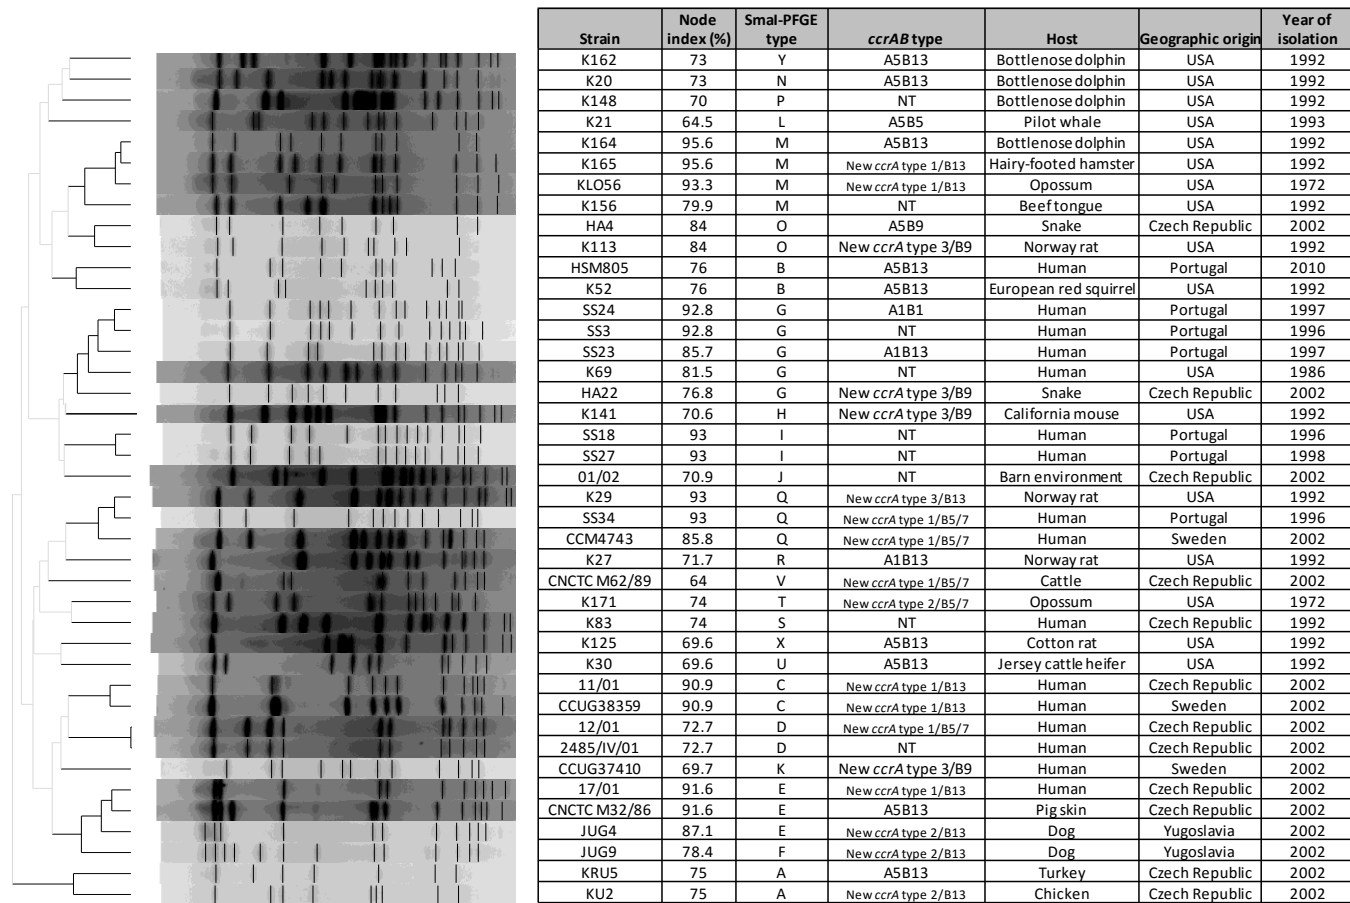 Strain Node index (%) SmaI-PFGE type ccrAB type Host Geographic origin Year of isolation
K162 73 Y A5B13 Bottlenose dolphin USA 1992
K20 73 N A5B13 Bottlenose dolphin USA 1992
K148 70 P NT Bottlenose dolphin USA 1992
K21 64.5 L A5B5 Pilot whale USA 1993
K164 95.6 M A5B13 Bottlenose dolphin USA 1992
K165 95.6 M New ccrA type 1/B13 Hairy-footed hamster USA 1992
KLO56 93.3 M New ccrA type 1/B13 Opossum USA 1972
K156 79.9 M NT Beef tongue USA 1992
HA4 84 O A5B9 Snake Czech Republic 2002
K113 84 O New ccrA type 3/B9 Norway rat USA 1992
HSM805 76 B A5B13 Human Portugal 2010
K52 76 B A5B13 European red squirrel USA 1992
SS24 92.8 G A1B1 Human Portugal 1997
SS3 92.8 G NT Human Portugal 1996
SS23 85.7 G A1B13 Human Portugal 1997
K69 81.5 G NT Human USA 1986
HA22 76.8 G New ccrA type 3/B9 Snake Czech Republic 2002
K141 70.6 H New ccrA type 3/B9 California mouse USA 1992
SS18 93 I NT Human Portugal 1996
SS27 93 I NT Human Portugal 1998
01/02 70.9 J NT Barn environment Czech Republic 2002
K29 93 Q New ccrA type 3/B13 Norway rat USA 1992
SS34 93 Q New ccrA type 1/B5/7 Human Portugal 1996
CCM4743 85.8 Q New ccrA type 1/B5/7 Human Sweden 2002
K27 71.7 R A1B13 Norway rat USA 1992
CNCTC M62/89 64 V New ccrA type 1/B5/7 Cattle Czech Republic 2002
K171 74 T New ccrA type 2/B5/7 Opossum USA 1972
K83 74 S NT Human Czech Republic 1992
K125 69.6 X A5B13 Cotton rat USA 1992
K30 69.6 U A5B13 Jersey cattle heifer USA 1992
11/01 90.9 C New ccrA type 1/B13 Human Czech Republic 2002
CCUG38359 90.9 C New ccrA type 1/B13 Human Sweden 2002
12/01 72.7 D New ccrA type 1/B5/7 Human Czech Republic 2002
2485/IV/01 72.7 D NT Human Czech Republic 2002
CCUG37410 69.7 K New ccrA type 3/B9 Human Sweden 2002
17/01 91.6 E New ccrA type 1/B13 Human Czech Republic 2002
CNCTC M32/86 91.6 E A5B13 Pig skin Czech Republic 2002
JUG4 87.1 E New ccrA type 2/B13 Dog Yugoslavia 2002
JUG9 78.4 F New ccrA type 2/B13 Dog Yugoslavia 2002
KRU5 75 A A5B13 Turkey Czech Republic 2002
KU2 75 A New ccrA type 2/B13 Chicken Czech Republic 2002